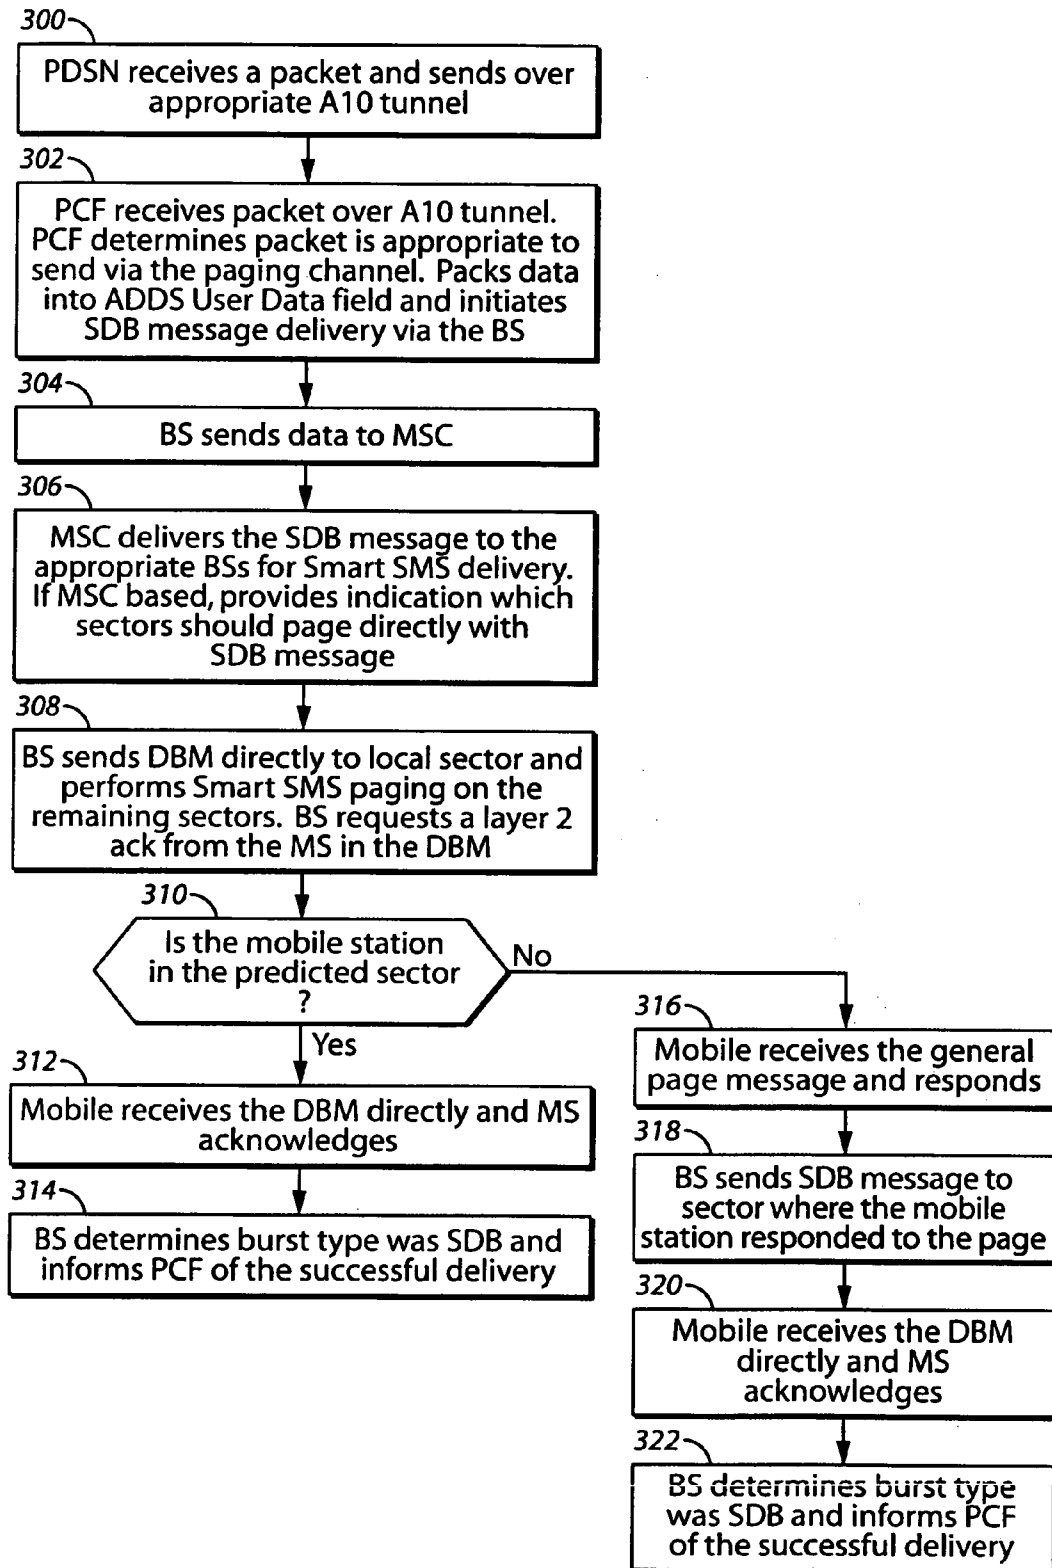 300
PDSN receives a packet and sends over
appropriate A10 tunnel
302
PCF receives packet over A10 tunnel.
PCF determines packet is appropriate to
send via the paging channel. Packs data
into ADDS User Data field and initiates
SDB message delivery via the BS
304
BS sends data to MSC
306
MSC delivers the SDB message to the
appropriate BSs for Smart SMS delivery.
If MSC based, provides indication which
sectors should page directly with
SDB message
308
BS sends DBM directly to local sector and
performs Smart SMS paging on the
remaining sectors. BS requests a layer 2
ack from the MS in the DBM
310
Is the mobile station
in the predicted sector
?
No
Yes
312
Mobile receives the DBM directly and MS
acknowledges
314
BS determines burst type was SDB and
informs PCF of the successful delivery
316
Mobile receives the general
page message and responds
318
BS sends SDB message to
sector where the mobile
station responded to the page
320
Mobile receives the DBM
directly and MS
acknowledges
322
BS determines burst type
was SDB and informs PCF
of the successful delivery